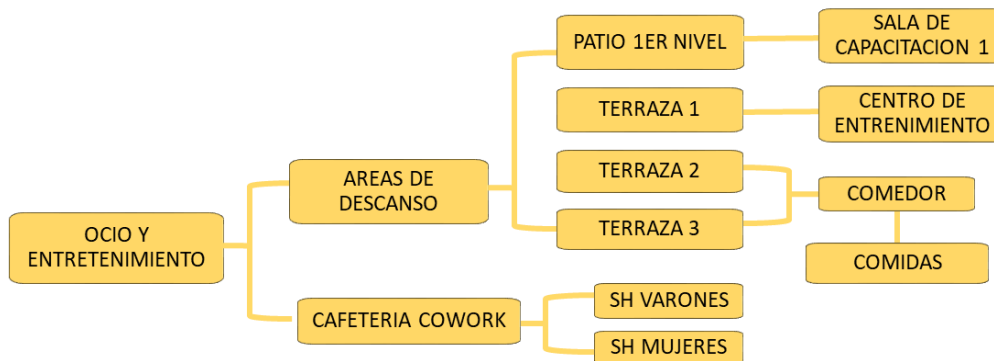 OCIO Y
ENTRETENIMIENTO
AREAS DE
DESCANSO
PATIO 1ER NIVEL
SALA DE
CAPACITACION 1
TERRAZA 1
CENTRO DE
ENTRENIMIENTO
TERRAZA 2
TERRAZA 3
COMEDOR
COMIDAS
CAFETERIA COWORK
SH VARONES
SH MUJERES